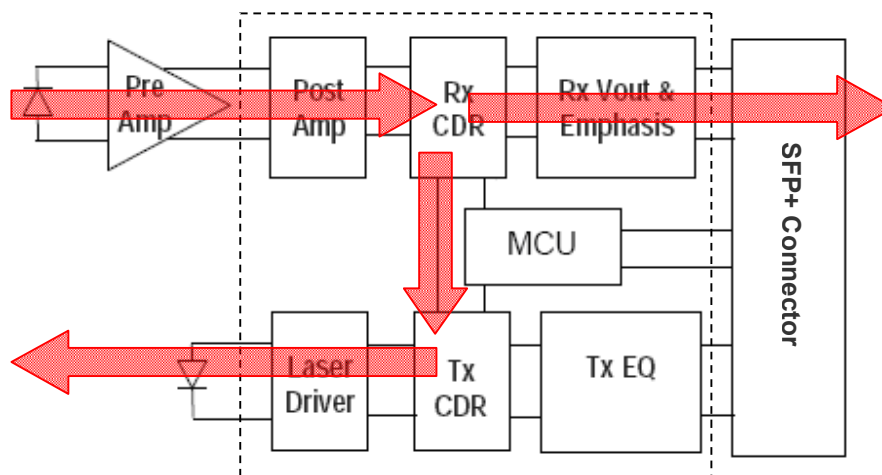 Pre
Amp
Post
Amp
Rx
CDR
Rx Vout &
Emphasis
SFP+ Connector
MCU
Laser
Driver
Tx
CDR
Tx EQ